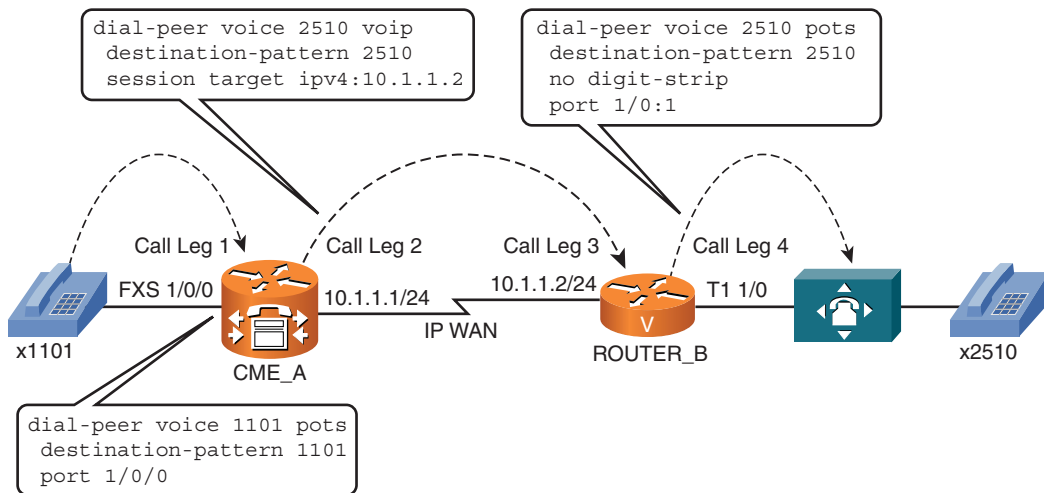 dial-peer voice 2510 voip
destination-pattern 2510
session target ipv4:10.1.1.2
dial-peer voice 2510 pots
destination-pattern 2510
no digit-strip
port 1/0:1
Call Leg 1
Call Leg 2
Call Leg 3
Call Leg 4
FXS 1/0/0
10.1.1.1/24
10.1.1.2/24
T1 1/0
IP WAN
V
x1101
CME_A
ROUTER_B
x2510
dial-peer voice 1101 pots
destination-pattern 1101
port 1/0/0